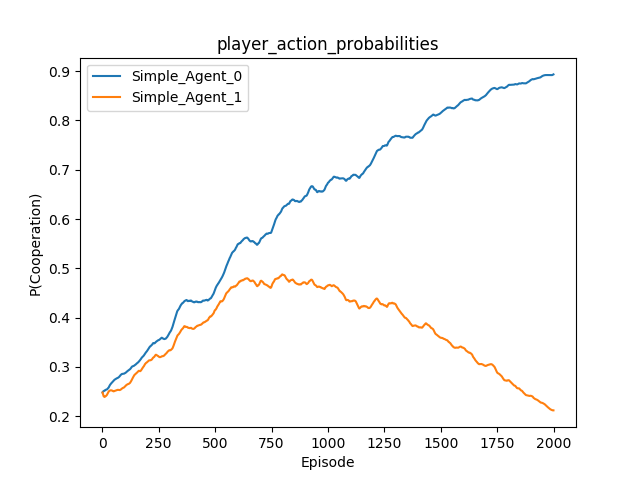 player_action_probabilities
Simple_Agent_0
Simple_Agent_1
P(Cooperation)
0.9
0.8
0.7
0.6
0.5
0.4
0.3
0.2
0 250 500 750 1000 1250 1500 1750 2000
Episode